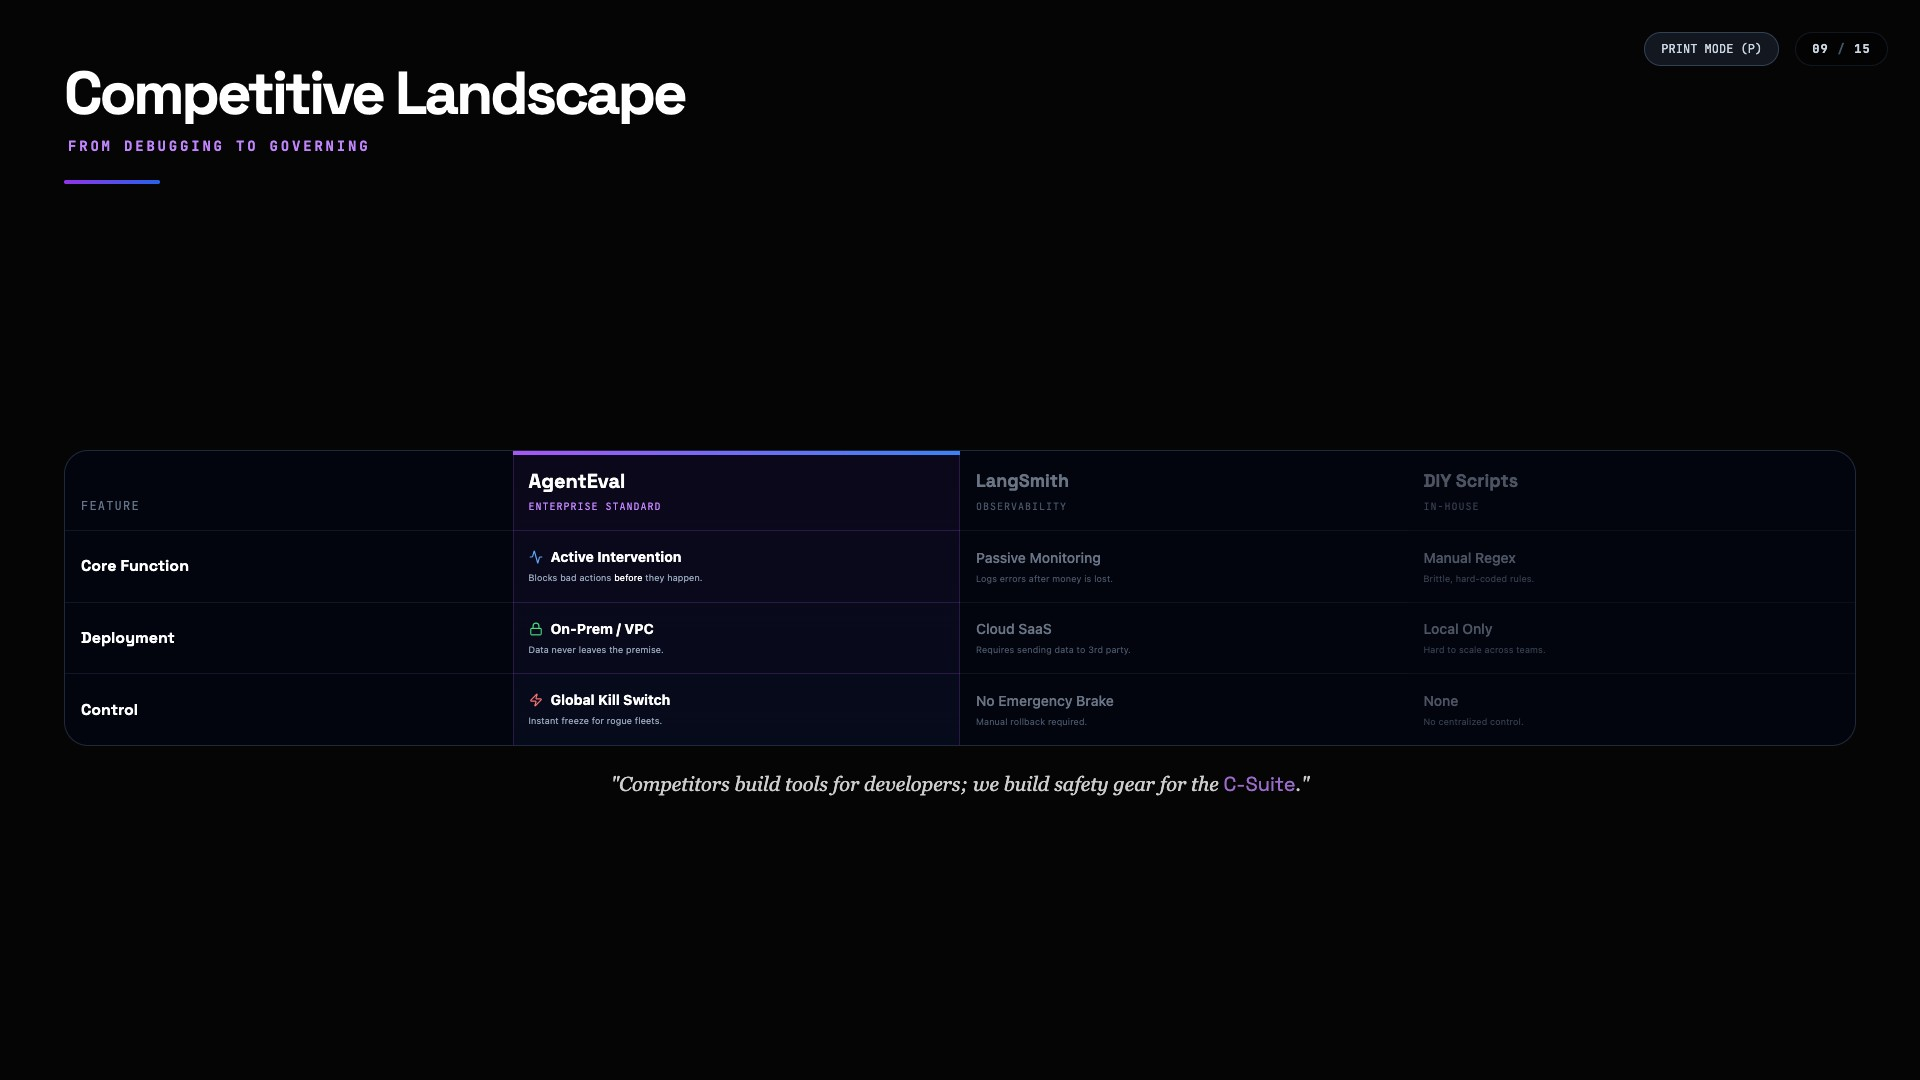 PRINT MODE (P)
09 / 15
Competitive Landscape
FROM DEBUGGING TO GOVERNING
FEATURE
AgentEval
ENTERPRISE STANDARD
LangSmith
OBSERVABILITY
DIY Scripts
IN-HOUSE
Core Function
Active Intervention
Blocks bad actions before they happen.
Passive Monitoring
Logs errors after money is lost.
Manual Regex
Brittle, hard-coded rules.
Deployment
On-Prem / VPC
Data never leaves the premise.
Cloud SaaS
Requires sending data to 3rd party.
Local Only
Hard to scale across teams.
Control
Global Kill Switch
Instant freeze for rogue fleets.
No Emergency Brake
Manual rollback required.
None
No centralized control.
"Competitors build tools for developers; we build safety gear for the C-Suite."